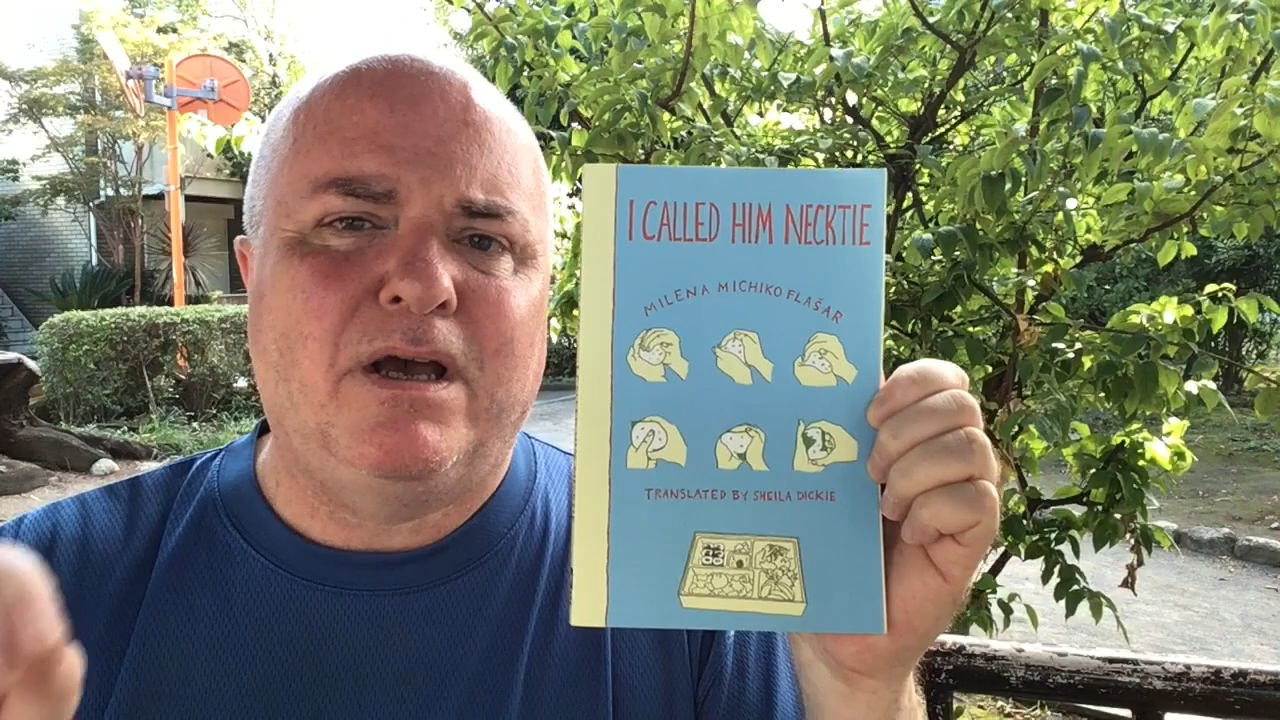 I CALLED HIM NECKTIE
MILENA MICHIKO FLAŠAR
TRANSLATED BY SHEILA DICKIE